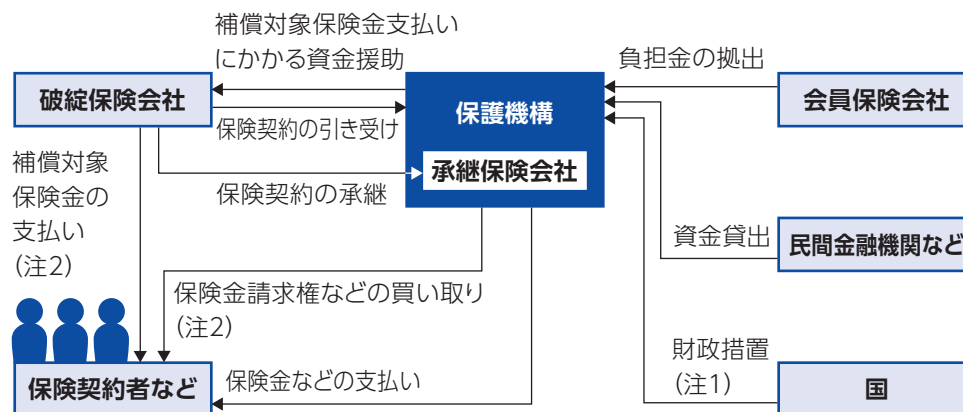 補償対象保険金支払い
にかかる資金援助
負担金の拠出
破綻保険会社
保護機構
会員保険会社
保険契約の引き受け
承継保険会社
補償対象
保険金の
支払い
(注2)
保険契約の承継
資金貸出
民間金融機関など
保険金請求権などの買い取り
(注2)
財政措置
(注1)
保険契約者など
保険金などの支払い
国